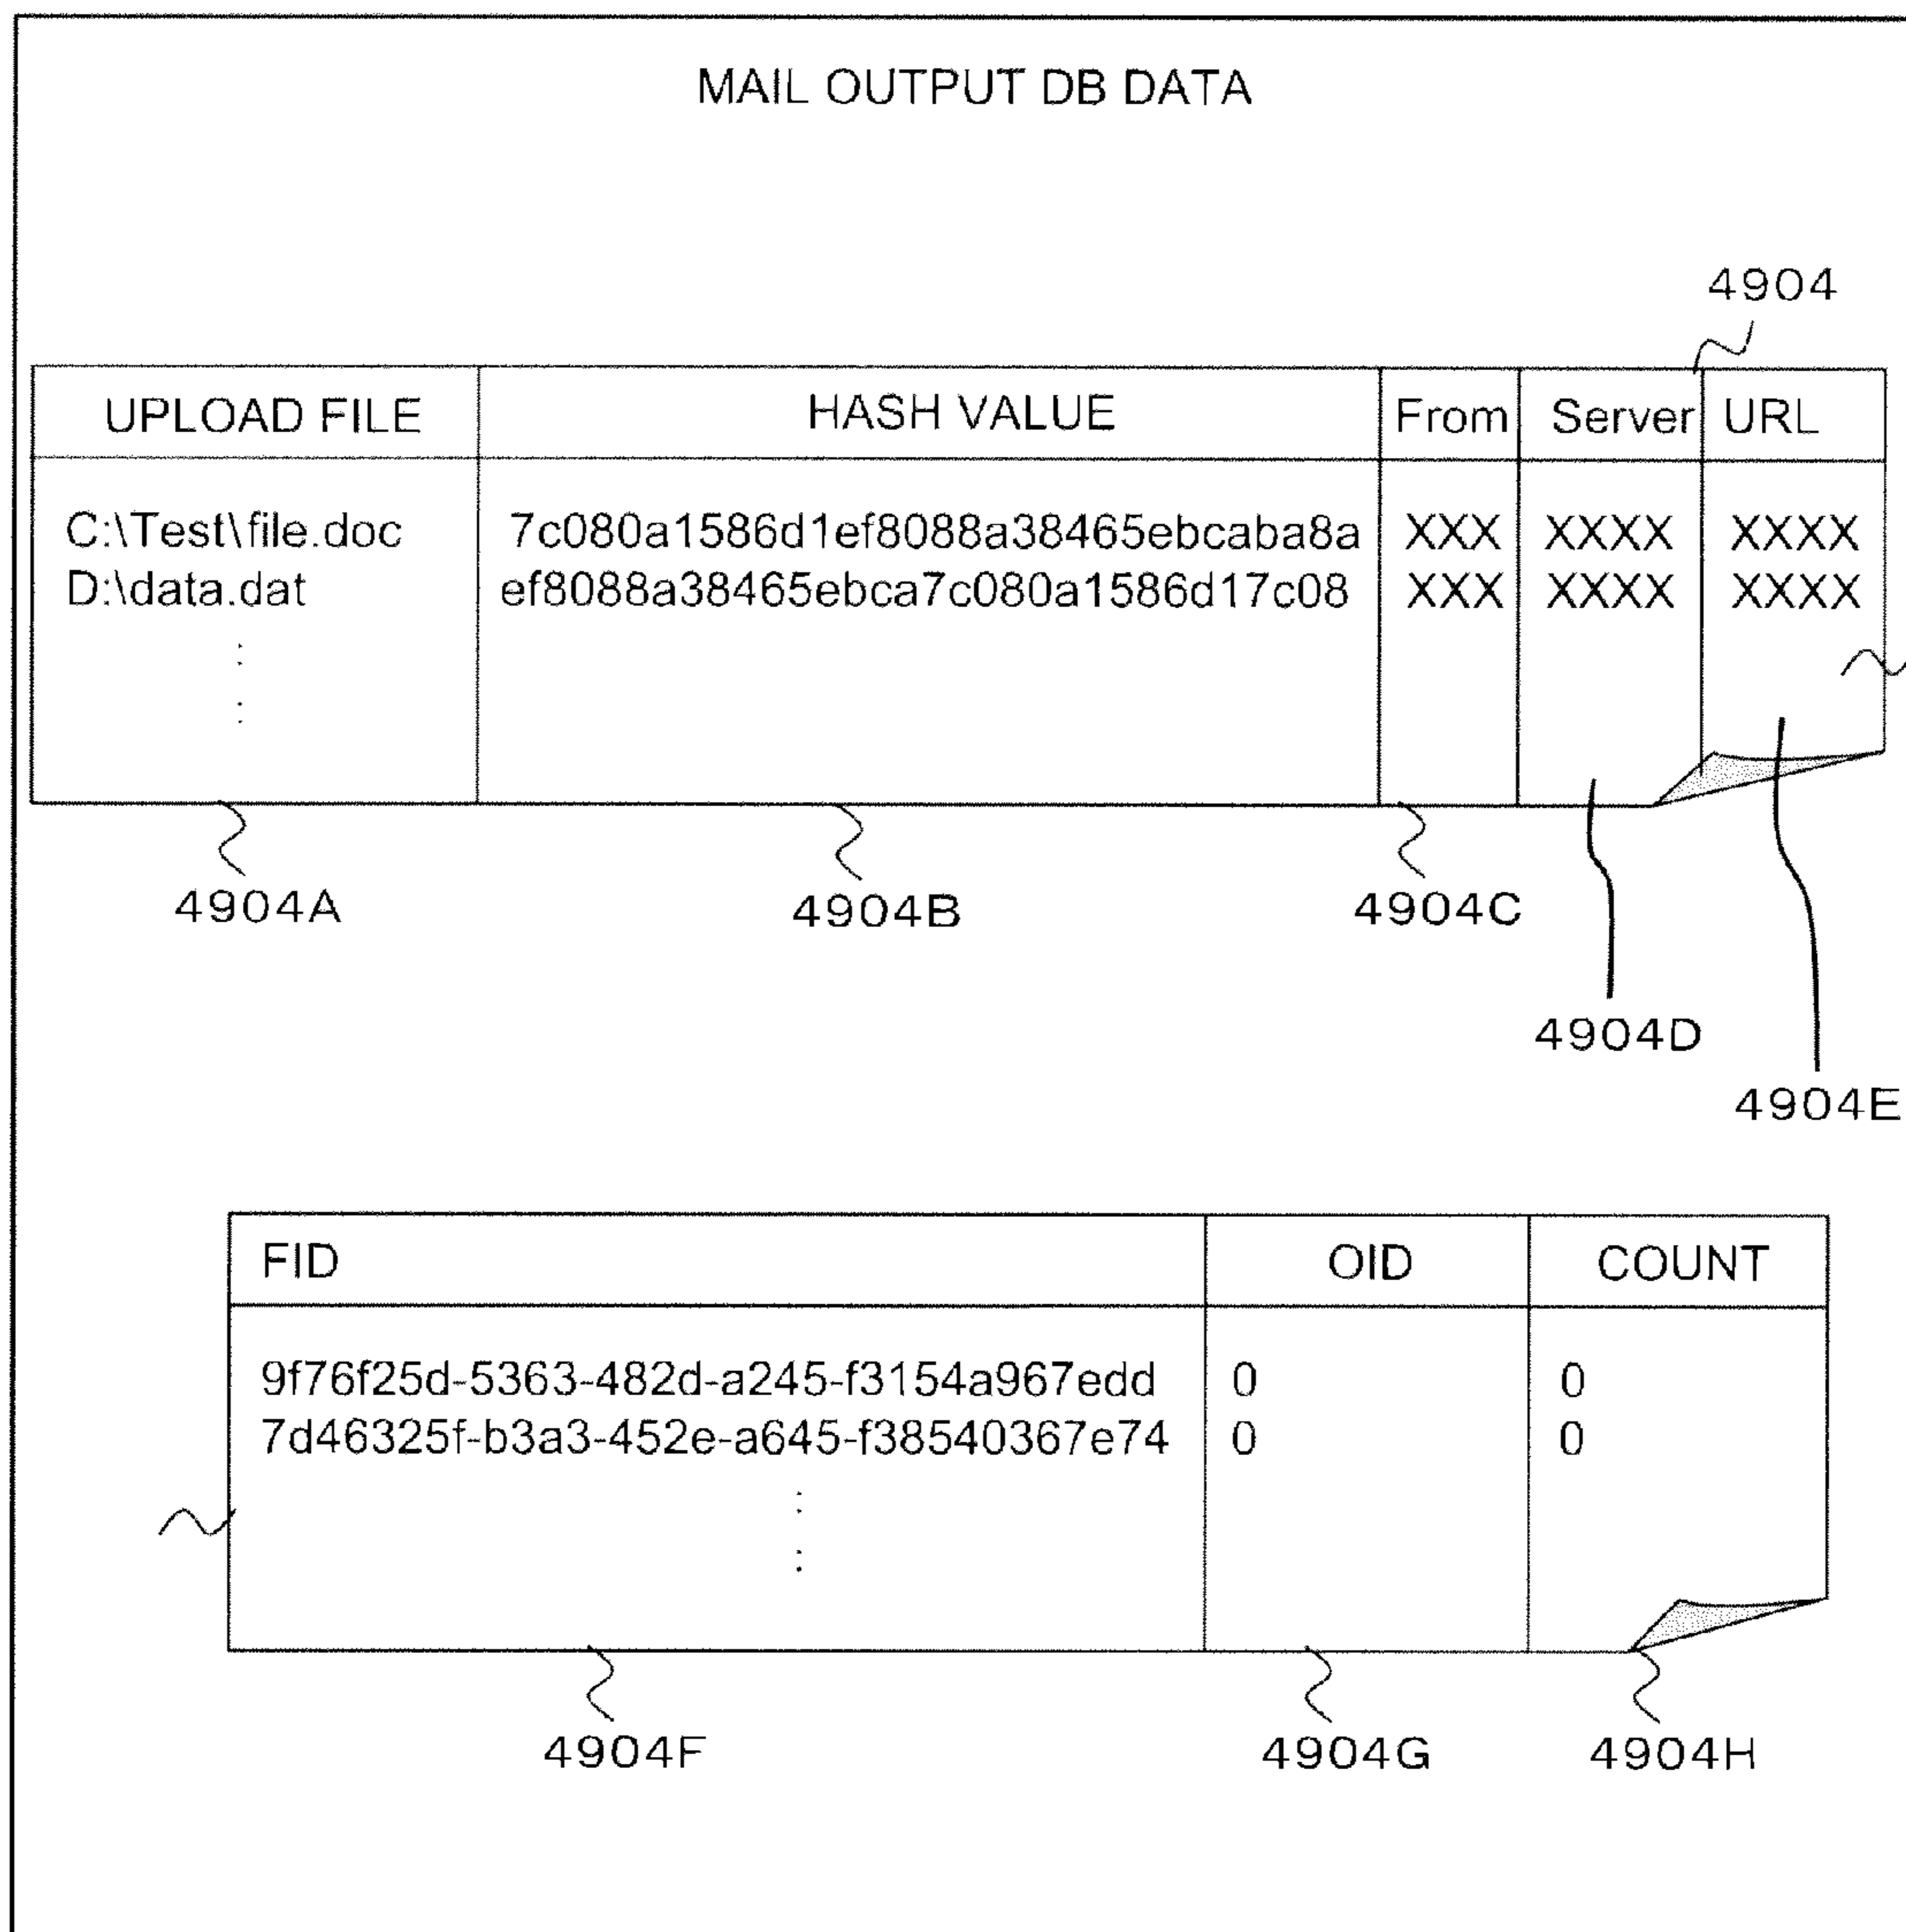 MAIL OUTPUT DB DATA
4904
UPLOAD FILE HASH VALUE From Server URL
C:\Test\file.doc 7c080a1586d1ef8088a38465ebcaba8a XXX XXXX XXXX
D:\data.dat ef8088a38465ebca7c080a1586d17c08 XXX XXXX XXXX
4904A 4904B 4904C
4904D
4904E
FID OID COUNT
9f76f25d-5363-482d-a245-f3154a967edd 0 0
7d46325f-b3a3-452e-a645-f38540367e74 0 0
4904F 4904G 4904H